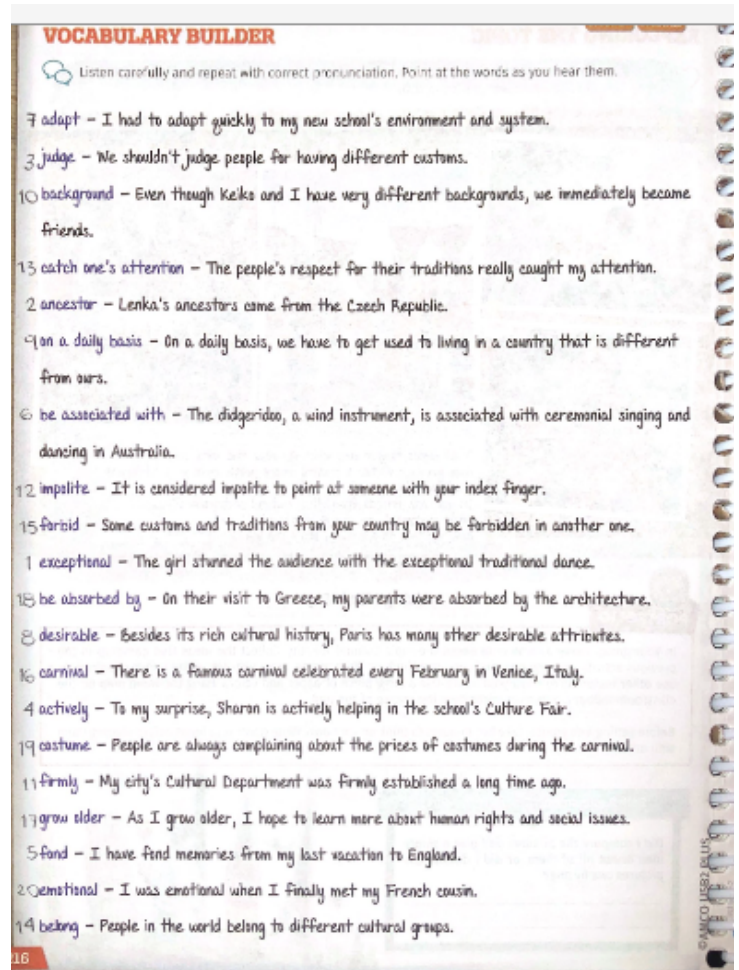 VOCABULARY BUILDER
Listen carefully and repeat with correct pronunciation. Point at the words as you hear them.
7 adapt – I had to adapt quickly to my new school's environment and system.
3 judge – We shouldn't judge people for having different customs.
10 background – Even though Keiko and I have very different backgrounds, we immediately became
friends.
13 catch one's attention – The people's respect for their traditions really caught my attention.
2 ancestor – Lenka's ancestors come from the Czech Republic.
9 on a daily basis – On a daily basis, we have to get used to living in a country that is different
from ours.
6 be associated with – The didgeridoo, a wind instrument, is associated with ceremonial singing and
dancing in Australia.
12 impolite – It is considered impolite to point at someone with your index finger.
15 forbid – Some customs and traditions from your country may be forbidden in another one.
1 exceptional – The girl stunned the audience with the exceptional traditional dance.
18 be absorbed by – On their visit to Greece, my parents were absorbed by the architecture.
8 desirable – Besides its rich cultural history, Paris has many other desirable attributes.
16 carnival – There is a famous carnival celebrated every February in Venice, Italy.
4 actively – To my surprise, Sharon is actively helping in the school's Culture Fair.
19 costume – People are always complaining about the prices of costumes during the carnival.
11 firmly – My city's Cultural Department was firmly established a long time ago.
17 grow older – As I grow older, I hope to learn more about human rights and social issues.
5 fond – I have fond memories from my last vacation to England.
20 emotional – I was emotional when I finally met my French cousin.
14 belong – People in the world belong to different cultural groups.
16
©AMCO USB2 PLUS